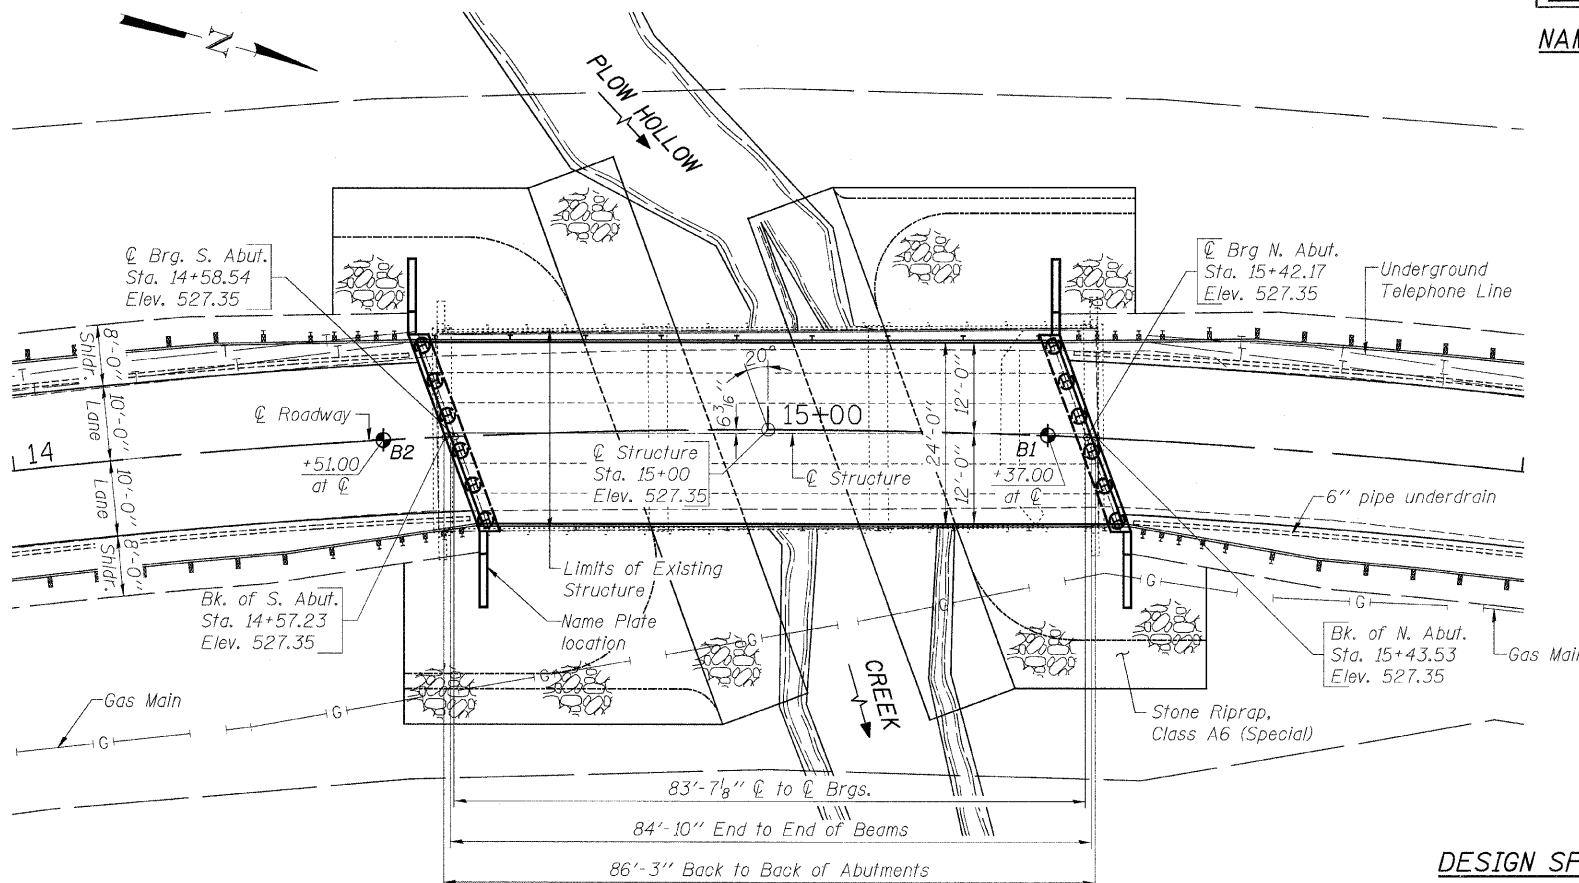 NAM
N
PLOW HOLLOW
℄ Brg. S. Abut.
Sta. 14+58.54
Elev. 527.35
℄ Brg N. Abut.
Sta. 15+42.17
Elev. 527.35
Underground
Telephone Line
8'-0"
Shldr.
10'-0"
Lane
10'-0"
Lane
8'-0"
Shldr.
℄ Roadway
14
B2
+51.00
at ℄
20°
6 3/16"
15+00
℄ Structure
Sta. 15+00
Elev. 527.35
℄ Structure
24'-0"
12'-0"
12'-0"
B1
+37.00
at ℄
6" pipe underdrain
Limits of Existing
Structure
Name Plate
location
Bk. of S. Abut.
Sta. 14+57.23
Elev. 527.35
Bk. of N. Abut.
Sta. 15+43.53
Elev. 527.35
Gas Main
Gas Main
G
G
G
G
G
G
G
T
T
T
T
T
T
CREEK
Stone Riprap,
Class A6 (Special)
83'-7 1/8" ℄ to ℄ Brgs.
84'-10" End to End of Beams
86'-3" Back to Back of Abutments
DESIGN SP